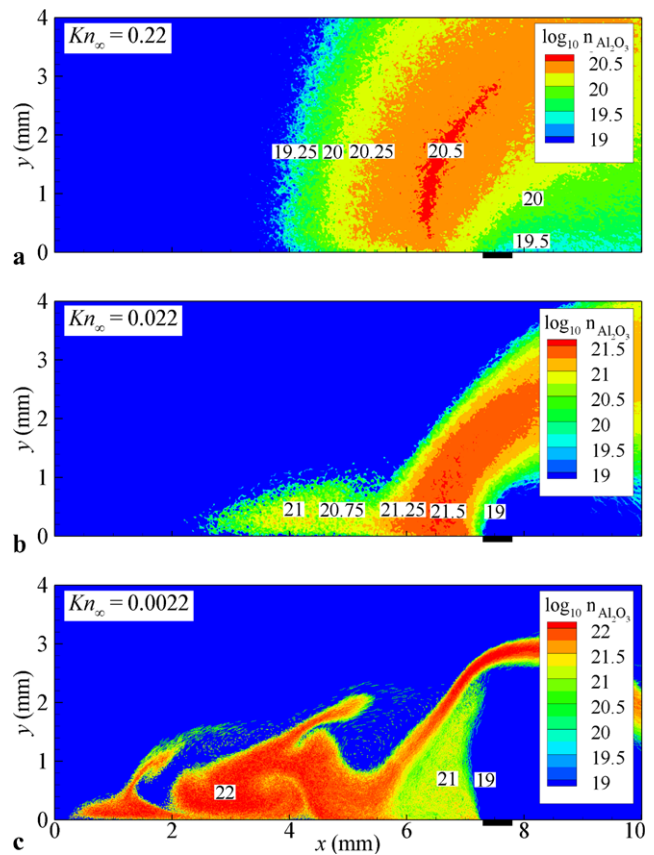 4
Kn∞ = 0.22
log₁₀ n Al₂O₃
3
20.5
20
y (mm)
2
19.5
19.25 20 20.25 20.5
19
1
20
19.5
0
a
4
Kn∞ = 0.022
log₁₀ n Al₂O₃
3
21.5
21
y (mm)
2
20.5
20
1
19.5
21 20.75 21.25 21.5 19
19
0
b
4
Kn∞ = 0.0022
log₁₀ n Al₂O₃
3
22
21.5
y (mm)
2
21
20.5
20
1
19.5
22 21 19
19
0
c
0 2 4 x (mm) 6 8 10